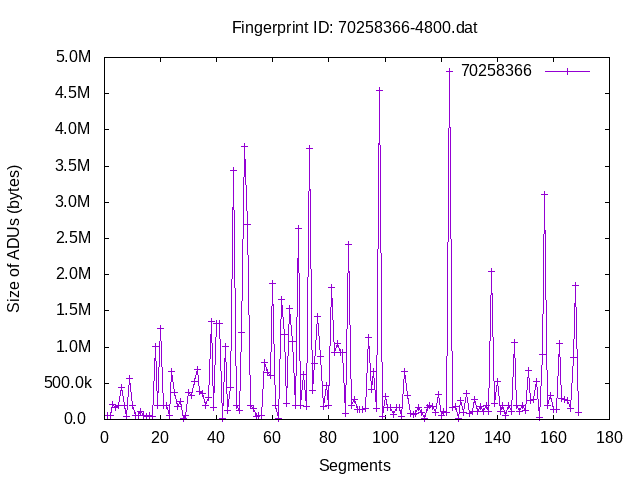 Fingerprint ID: 70258366-4800.dat
5.0M
70258366
4.5M
4.0M
3.5M
3.0M
2.5M
2.0M
1.5M
1.0M
500.0k
0.0
Size of ADUs (bytes)
0 20 40 60 80 100 120 140 160 180
Segments